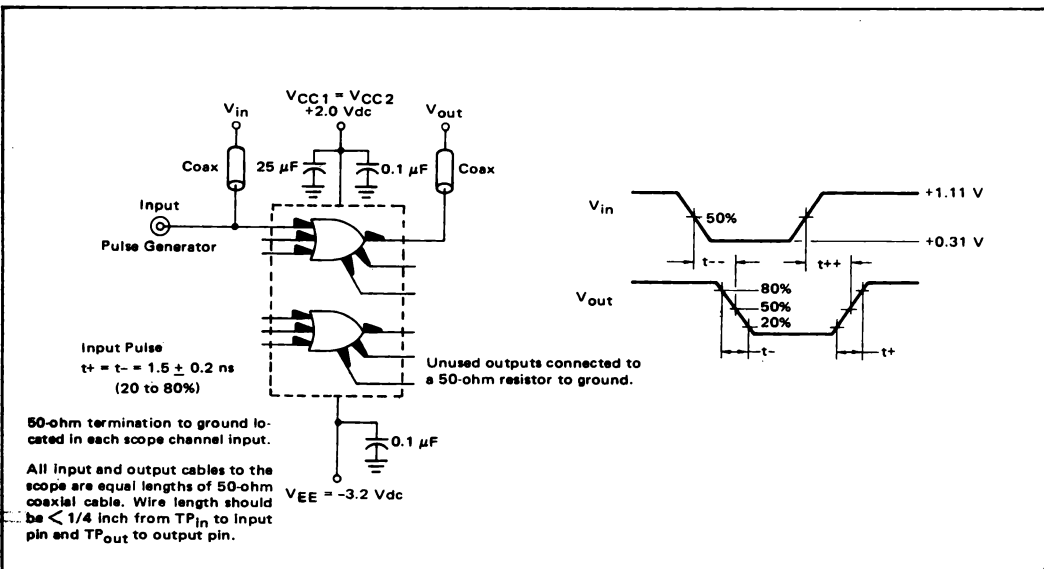 VCC1 = VCC2
+2.0 Vdc
Vin
Vout
Coax
25 μF
0.1 μF
Coax
Input
Pulse Generator
Input Pulse
t+ = t– = 1.5 ± 0.2 ns
(20 to 80%)
Unused outputs connected to
a 50-ohm resistor to ground.
50-ohm termination to ground lo-
cated in each scope channel input.
All input and output cables to the
scope are equal lengths of 50-ohm
coaxial cable. Wire length should
be < 1/4 inch from TPin to input
pin and TPout to output pin.
0.1 μF
VEE = –3.2 Vdc
Vin
50%
+1.11 V
+0.31 V
t--
t++
Vout
80%
50%
20%
t-
t+